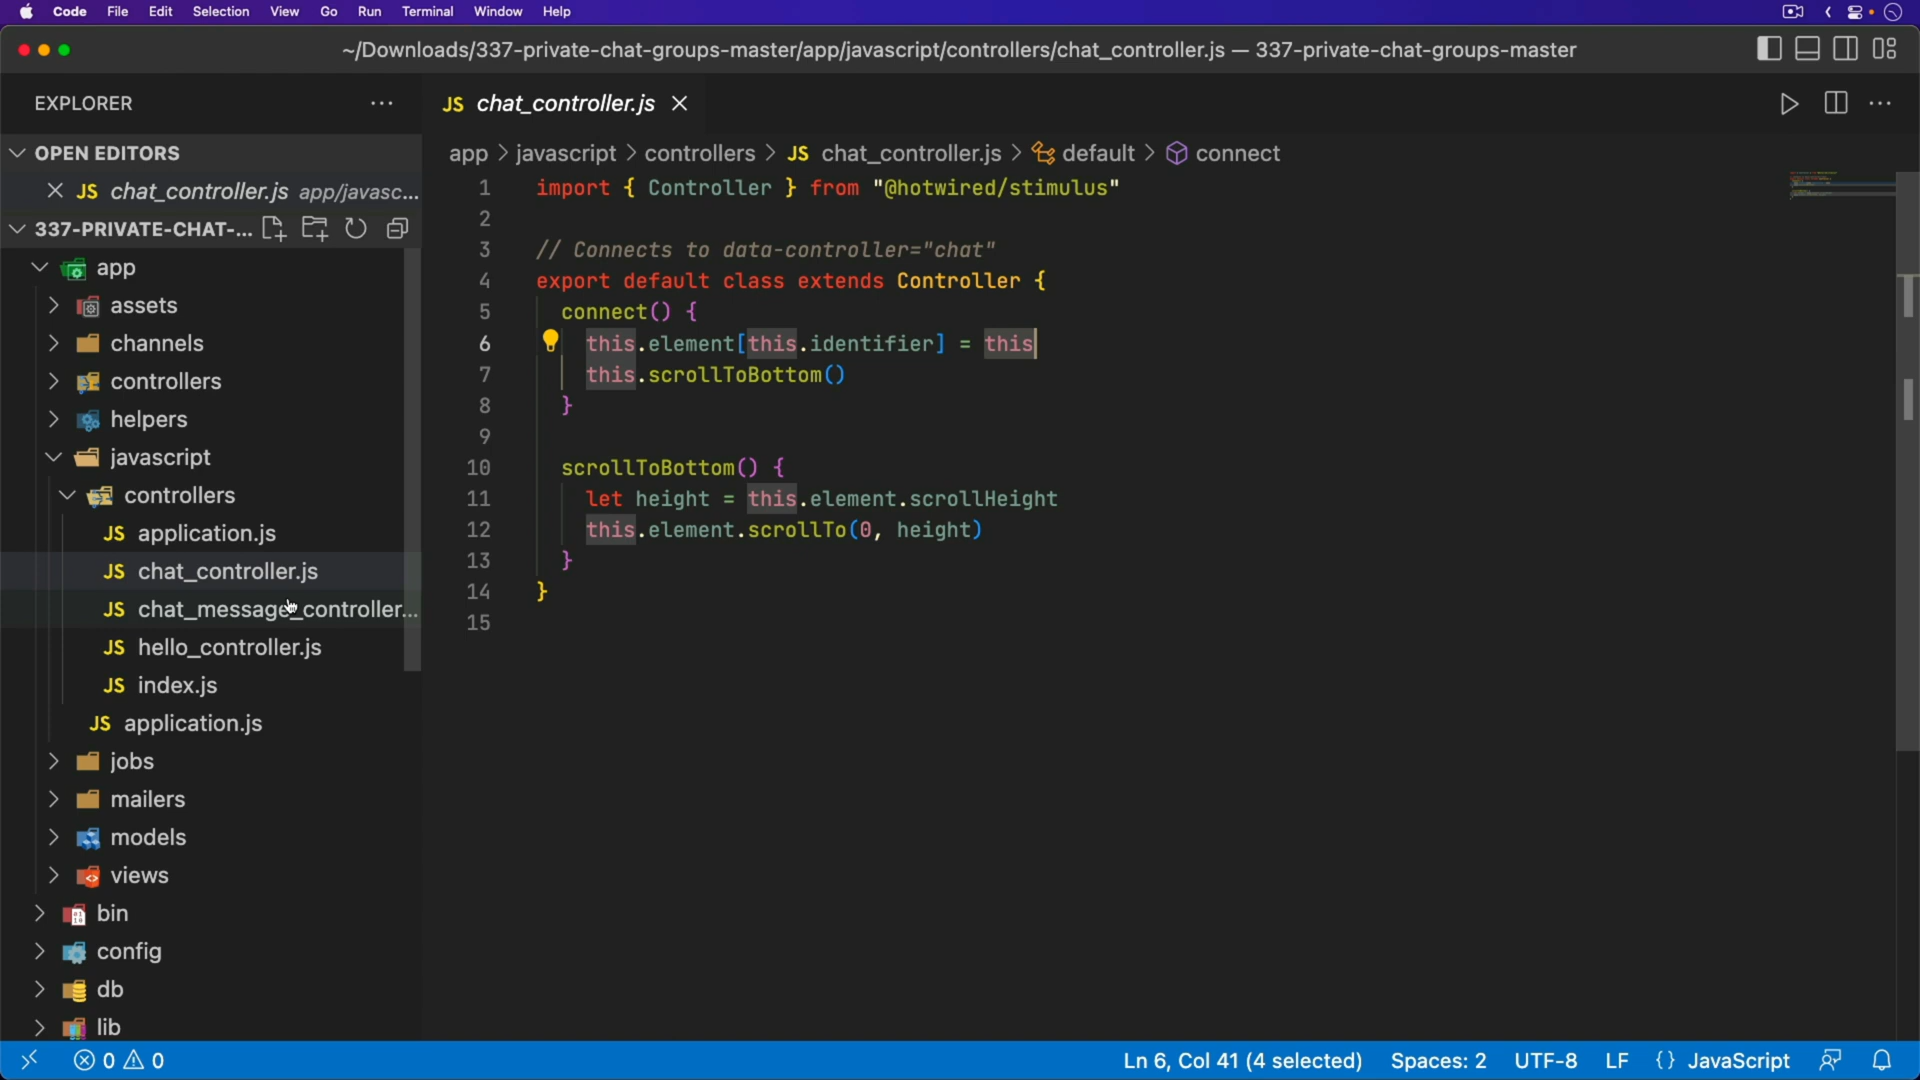 Code File Edit Selection View Go Run Terminal Window Help
~/Downloads/337-private-chat-groups-master/app/javascript/controllers/chat_controller.js — 337-private-chat-groups-master
EXPLORER
JS chat_controller.js
OPEN EDITORS
JS chat_controller.js app/javasc...
337-PRIVATE-CHAT-...
app
assets
channels
controllers
helpers
javascript
controllers
JS application.js
JS chat_controller.js
JS chat_message_controller...
JS hello_controller.js
JS index.js
JS application.js
jobs
mailers
models
views
bin
config
db
lib
app > javascript > controllers > JS chat_controller.js > default > connect
1 import { Controller } from "@hotwired/stimulus"
2
3 // Connects to data-controller="chat"
4 export default class extends Controller {
5 connect() {
6 this.element[this.identifier] = this
7 this.scrollToBottom()
8 }
9
10 scrollToBottom() {
11 let height = this.element.scrollHeight
12 this.element.scrollTo(0, height)
13 }
14 }
15
0 0 Ln 6, Col 41 (4 selected) Spaces: 2 UTF-8 LF {} JavaScript